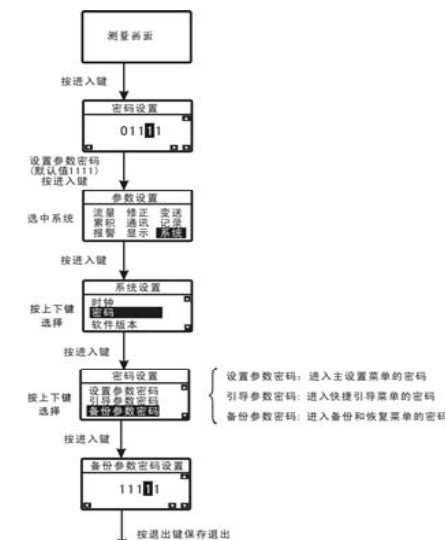 测量画面
按进入键
密码设置
01111
设置参数密码
(默认值1111)
按进入键
参数设置
选中系统
流量 修正 变送
累积 通讯 记录
报警 显示 系统
按进入键
系统设置
按上下键
选择
时钟
密码
软件版本
按进入键
密码设置
按上下键
选择
设置参数密码
引导参数密码
备份参数密码
设置参数密码：进入主设置菜单的密码
引导参数密码：进入快捷引导菜单的密码
备份参数密码：进入备份和恢复菜单的密码
按进入键
备份参数密码设置
11111
按退出键保存退出